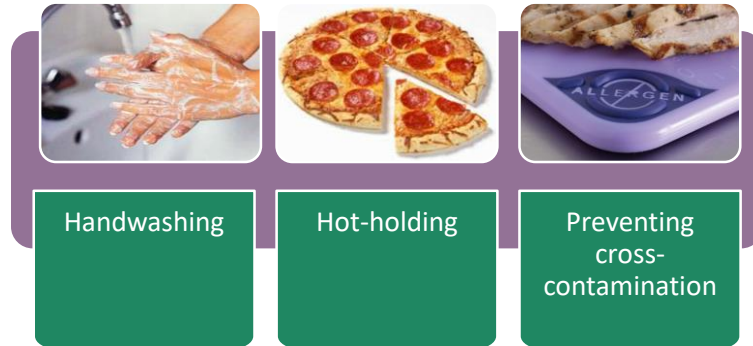 ALLERGEN
Handwashing
Hot-holding
Preventing
cross-
contamination